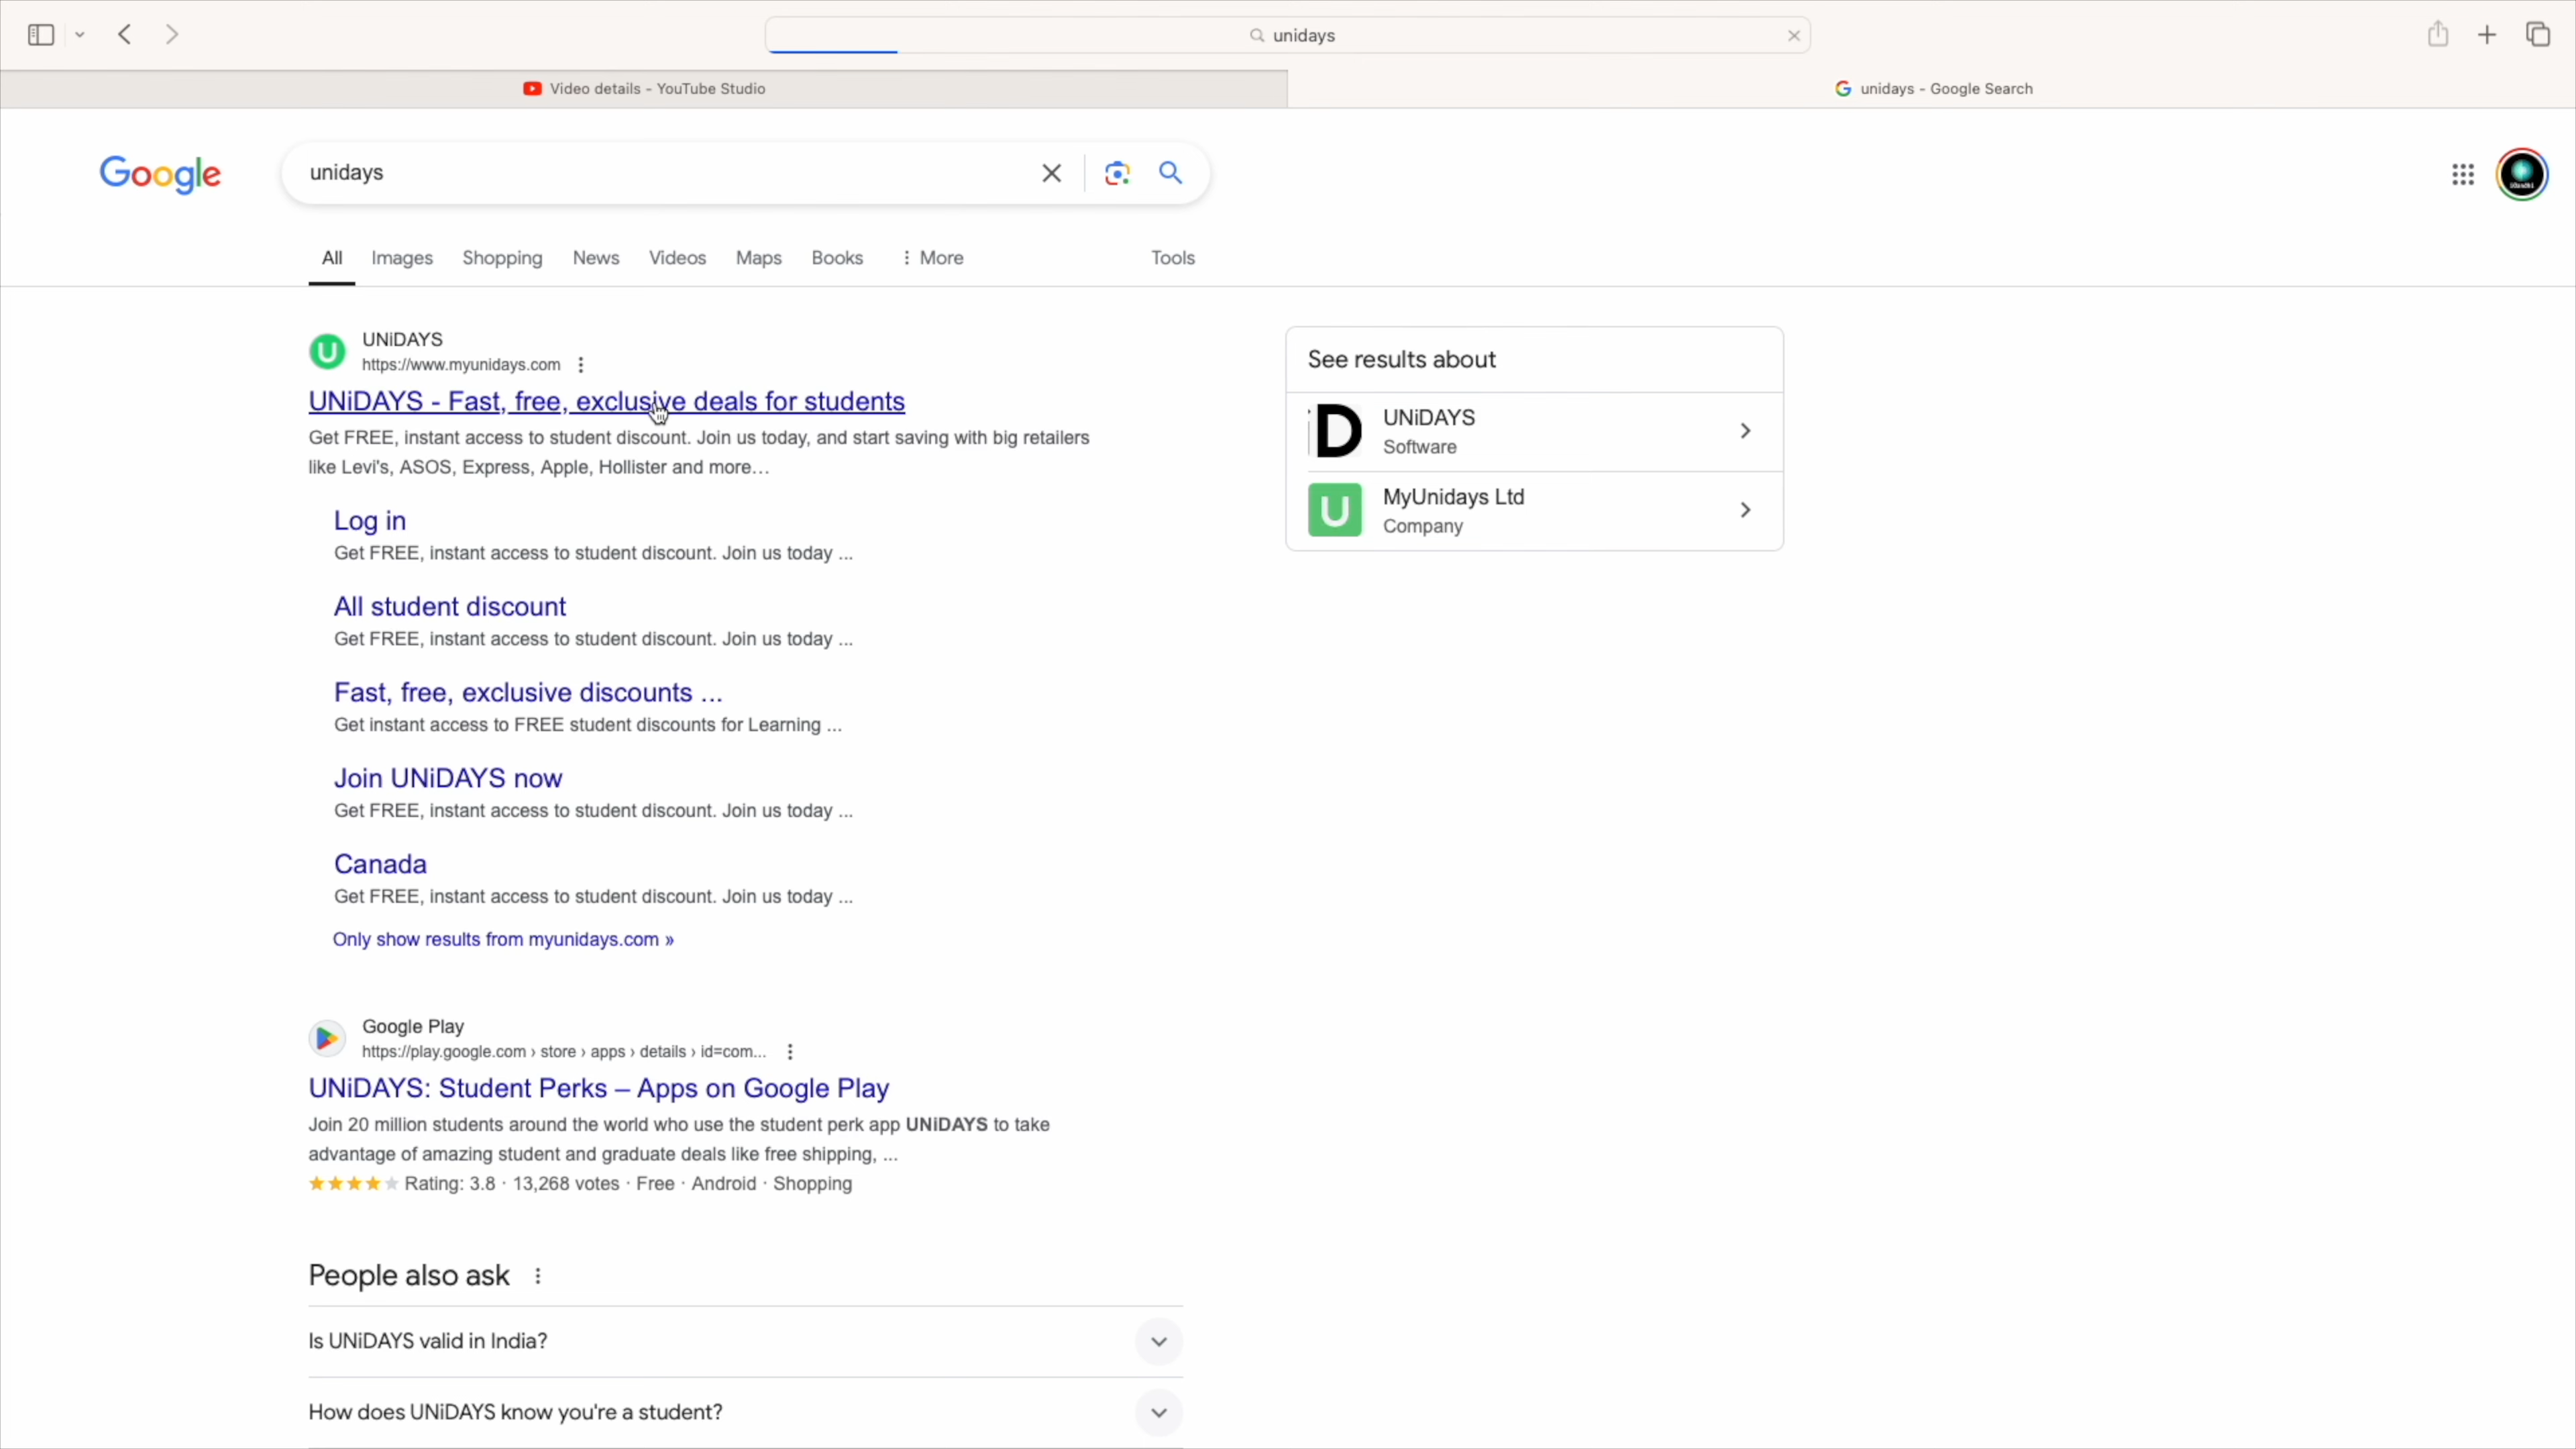 unidays
Video details - YouTube Studio
unidays - Google Search
Google
unidays
All Images Shopping News Videos Maps Books More Tools
UNiDAYS
https://www.myunidays.com
UNiDAYS - Fast, free, exclusive deals for students
Get FREE, instant access to student discount. Join us today, and start saving with big retailers
like Levi's, ASOS, Express, Apple, Hollister and more...
Log in
Get FREE, instant access to student discount. Join us today ...
All student discount
Get FREE, instant access to student discount. Join us today ...
Fast, free, exclusive discounts ...
Get instant access to FREE student discounts for Learning ...
Join UNiDAYS now
Get FREE, instant access to student discount. Join us today ...
Canada
Get FREE, instant access to student discount. Join us today ...
Only show results from myunidays.com »
Google Play
https://play.google.com › store › apps › details › id=com...
UNiDAYS: Student Perks – Apps on Google Play
Join 20 million students around the world who use the student perk app UNiDAYS to take
advantage of amazing student and graduate deals like free shipping, ...
Rating: 3.8 · 13,268 votes · Free · Android · Shopping
People also ask
Is UNiDAYS valid in India?
How does UNiDAYS know you're a student?
See results about
iD
UNiDAYS
Software
U
MyUnidays Ltd
Company